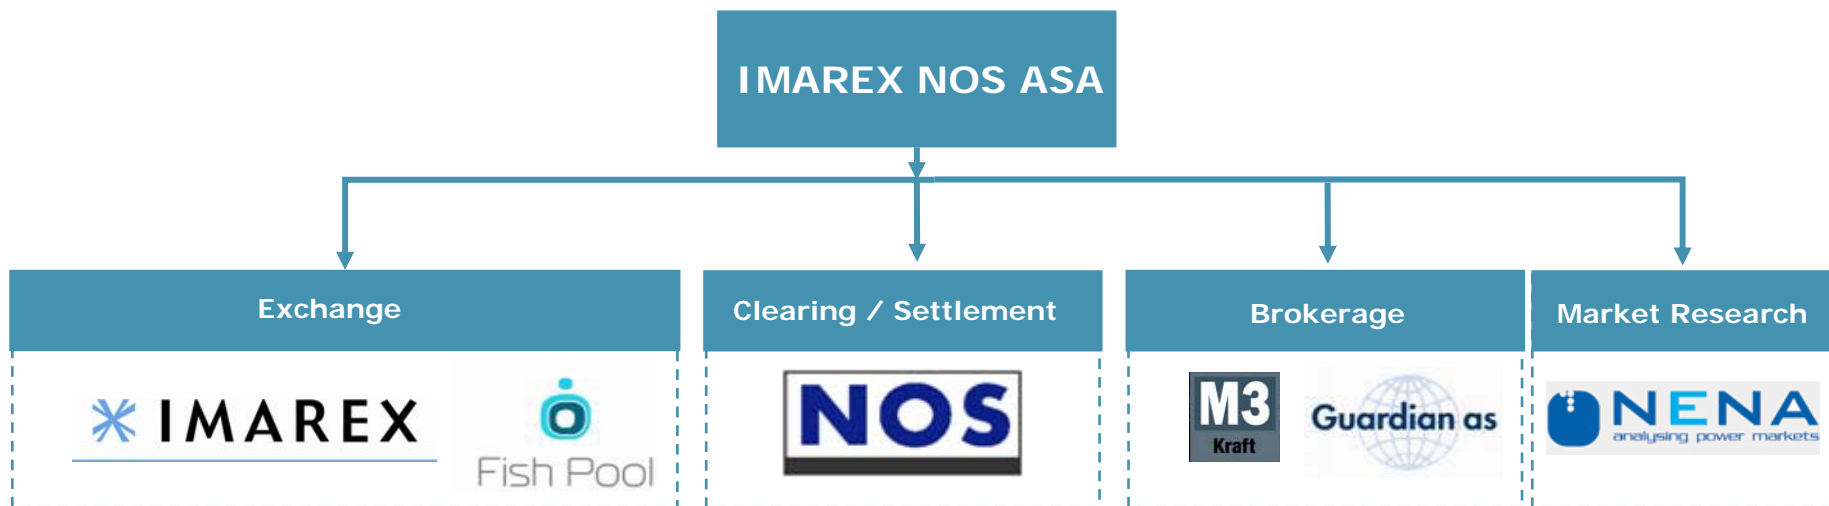 IMAREX NOS ASA
Exchange
Clearing / Settlement
Brokerage
Market Research
IMAREX
Fish Pool
NOS
M3
Kraft
Guardian as
NENA
analysing power markets